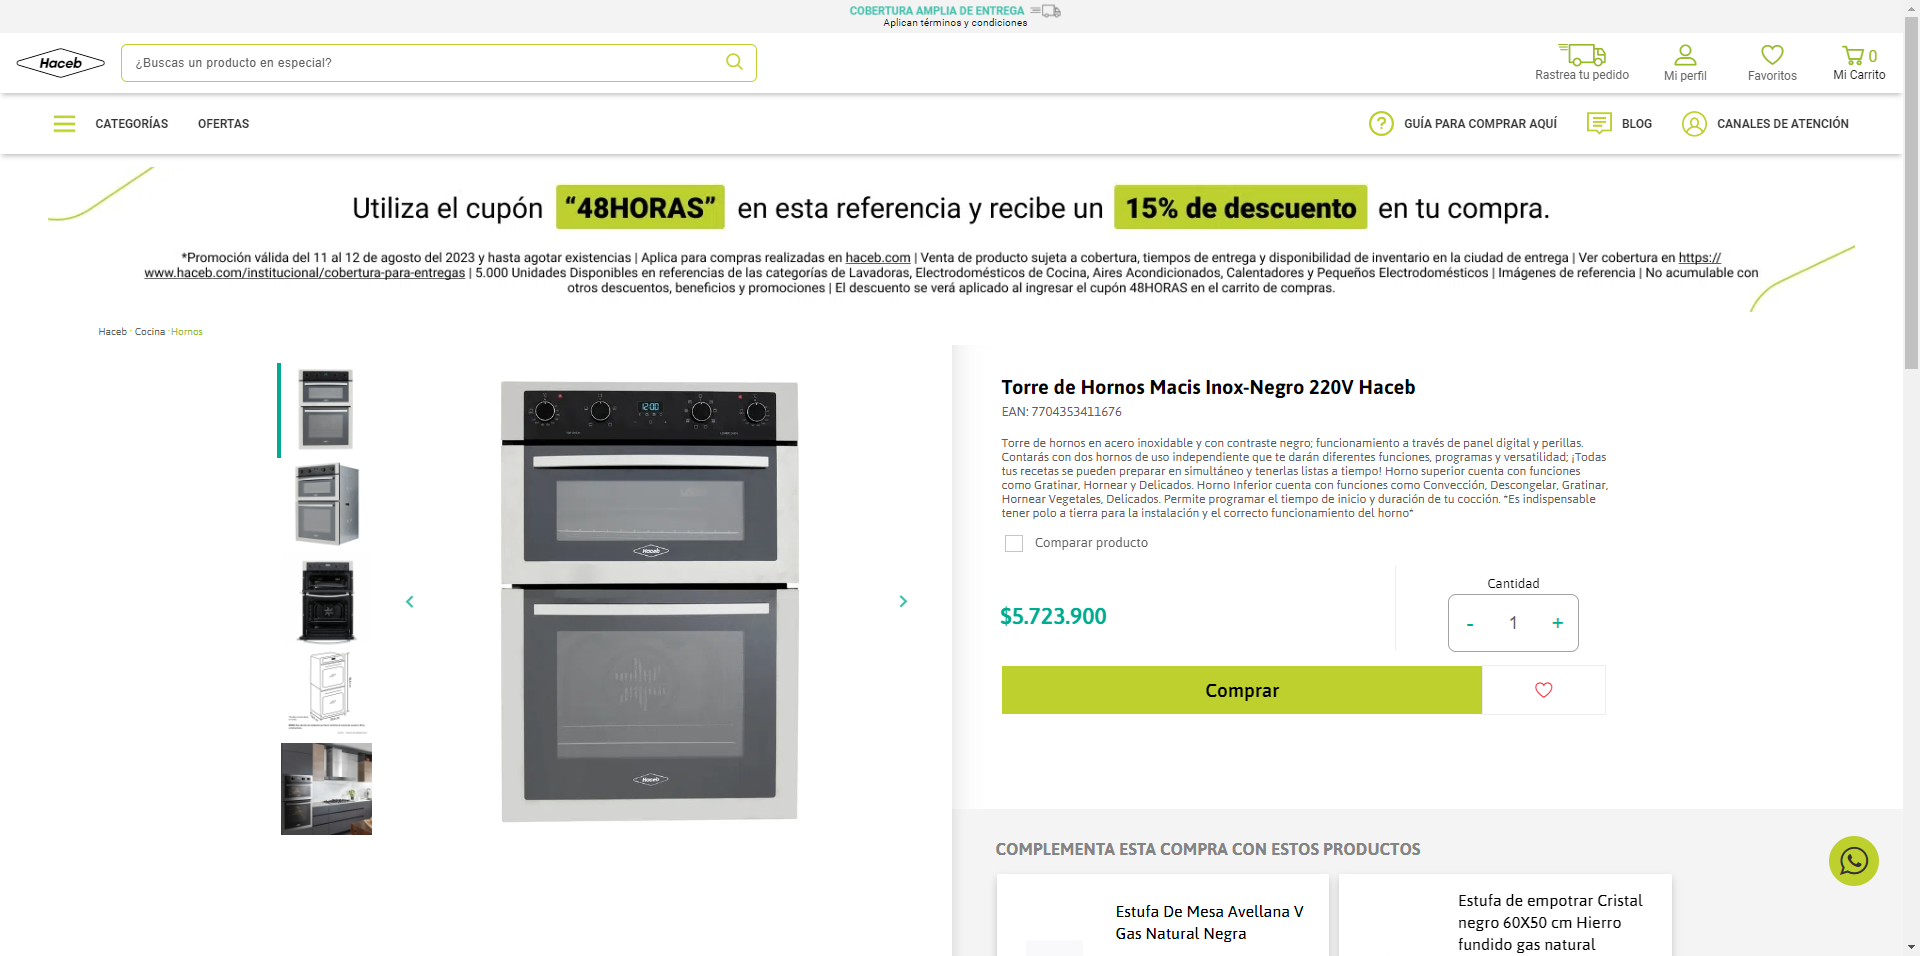 COBERTURA AMPLIA DE ENTREGA
Aplican términos y condiciones
Haceb
¿Buscas un producto en especial?
Rastrea tu pedido
Mi perfil
Favoritos
0
Mi Carrito
CATEGORÍAS
OFERTAS
GUÍA PARA COMPRAR AQUÍ
BLOG
CANALES DE ATENCIÓN
Utiliza el cupón “48HORAS” en esta referencia y recibe un 15% de descuento en tu compra.
*Promoción válida del 11 al 12 de agosto del 2023 y hasta agotar existencias | Aplica para compras realizadas en haceb.com | Venta de producto sujeta a cobertura, tiempos de entrega y disponibilidad de inventario en la ciudad de entrega | Ver cobertura en https://
www.haceb.com/institucional/cobertura-para-entregas | 5.000 Unidades Disponibles en referencias de las categorías de Lavadoras, Electrodomésticos de Cocina, Aires Acondicionados, Calentadores y Pequeños Electrodomésticos | Imágenes de referencia | No acumulable con
otros descuentos, beneficios y promociones | El descuento se verá aplicado al ingresar el cupón 48HORAS en el carrito de compras.
Haceb · Cocina · Hornos
12:00
Haceb
Haceb
Torre de Hornos Macis Inox-Negro 220V Haceb
EAN: 7704353411676
Torre de hornos en acero inoxidable y con contraste negro; funcionamiento a través de panel digital y perillas.
Contarás con dos hornos de uso independiente que te darán diferentes funciones, programas y versatilidad; ¡Todas
tus recetas se pueden preparar en simultáneo y tenerlas listas a tiempo! Horno superior cuenta con funciones
como Gratinar, Hornear y Delicados. Horno Inferior cuenta con funciones como Convección, Descongelar, Gratinar,
Hornear Vegetales, Delicados. Permite programar el tiempo de inicio y duración de tu cocción. *Es indispensable
tener polo a tierra para la instalación y el correcto funcionamiento del horno*
Comparar producto
Cantidad
$5.723.900
- 1 +
Comprar
COMPLEMENTA ESTA COMPRA CON ESTOS PRODUCTOS
Estufa De Mesa Avellana V
Gas Natural Negra
Estufa de empotrar Cristal
negro 60X50 cm Hierro
fundido gas natural